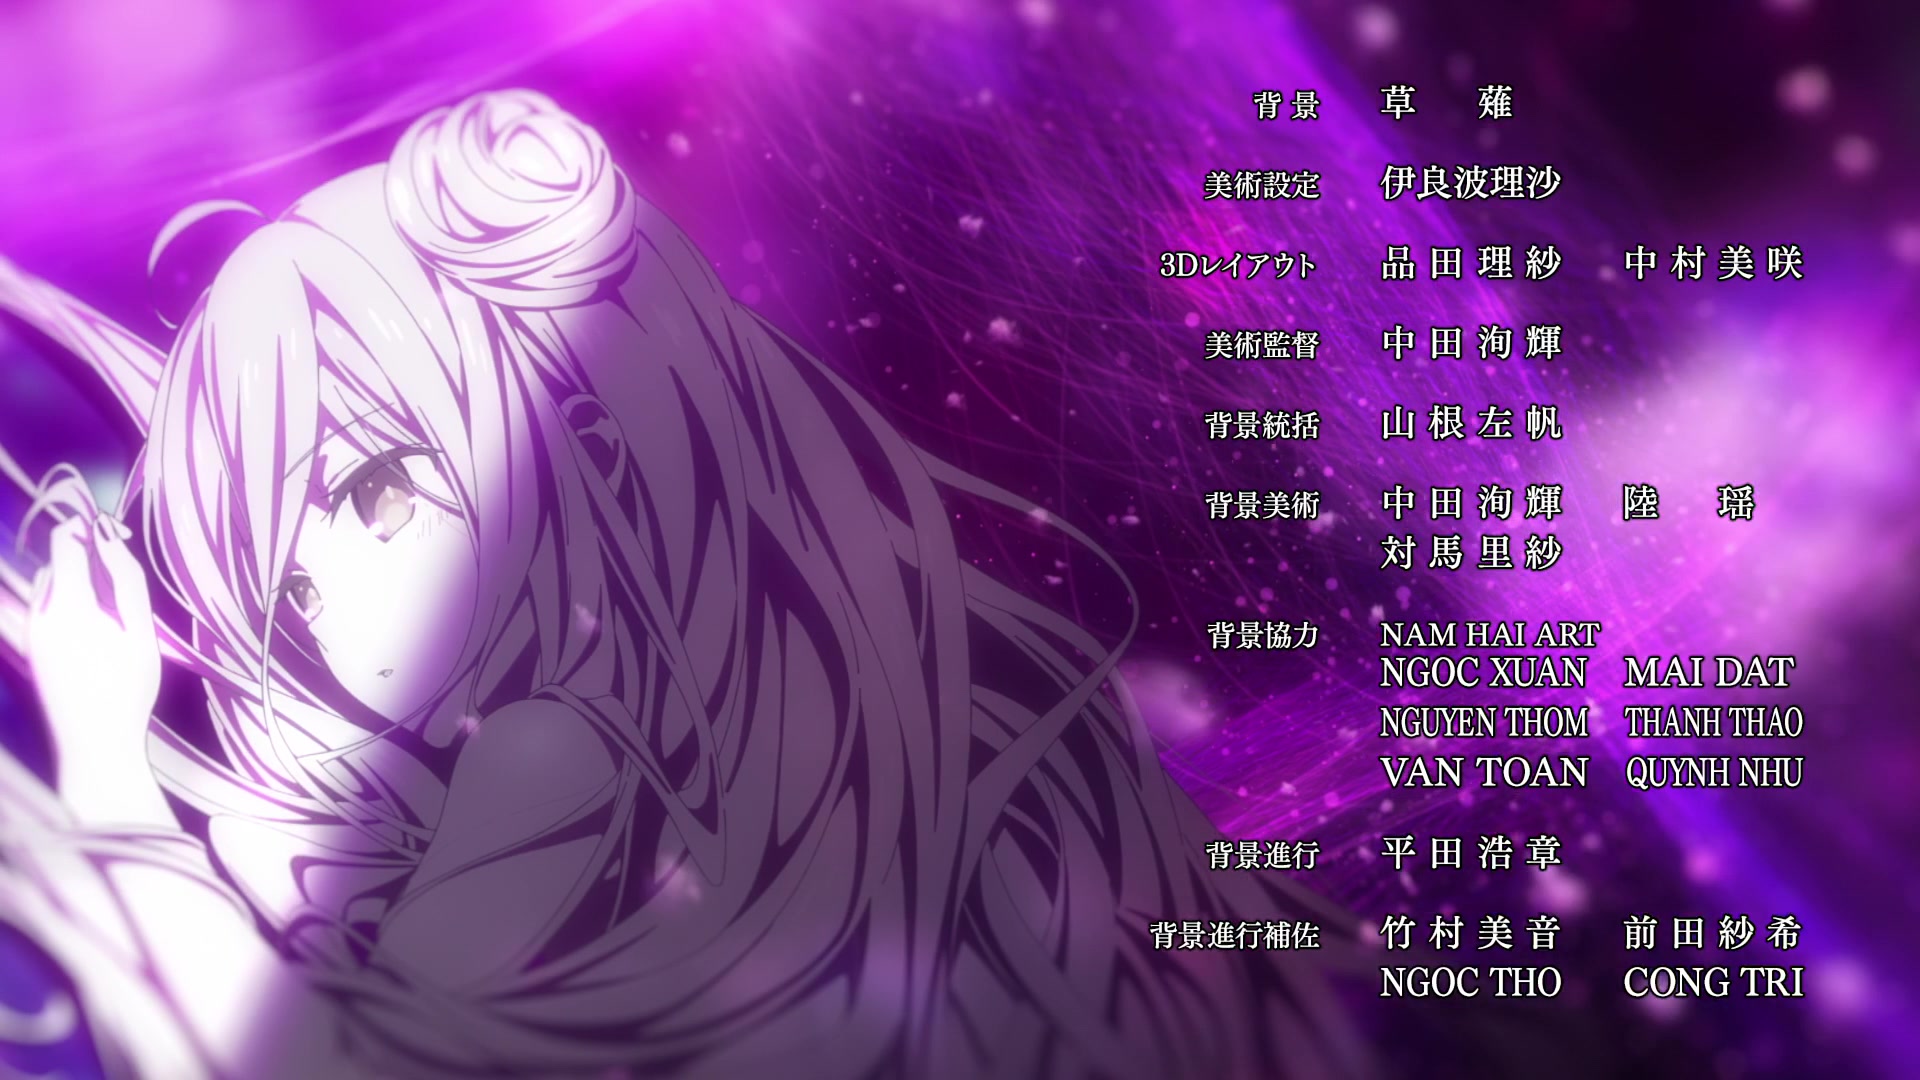 背景 草薙
美術設定 伊良波理沙
3Dレイアウト 品田理紗 中村美咲
美術監督 中田洵輝
背景統括 山根左帆
背景美術 中田洵輝 陸瑶
対馬里紗
背景協力 NAM HAI ART
NGOC XUAN MAI DAT
NGUYEN THOM THANH THAO
VAN TOAN QUYNH NHU
背景進行 平田浩章
背景進行補佐 竹村美音 前田紗希
NGOC THO CONG TRI